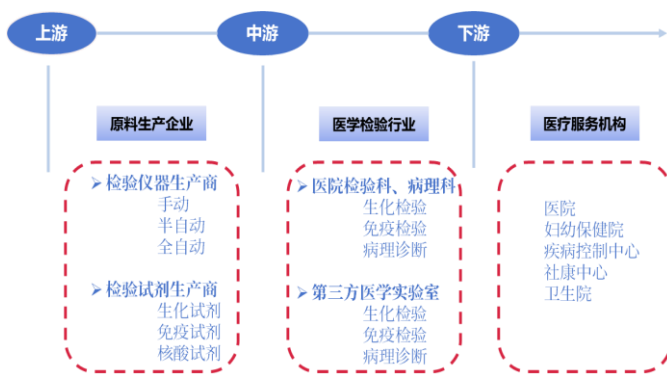 上游
中游
下游
原料生产企业
医学检验行业
医疗服务机构
➢检验仪器生产商
手动
半自动
全自动
➢检验试剂生产商
生化试剂
免疫试剂
核酸试剂
➢医院检验科、病理科
生化检验
免疫检验
病理诊断
➢第三方医学实验室
生化检验
免疫检验
病理诊断
医院
妇幼保健院
疾病控制中心
社康中心
卫生院